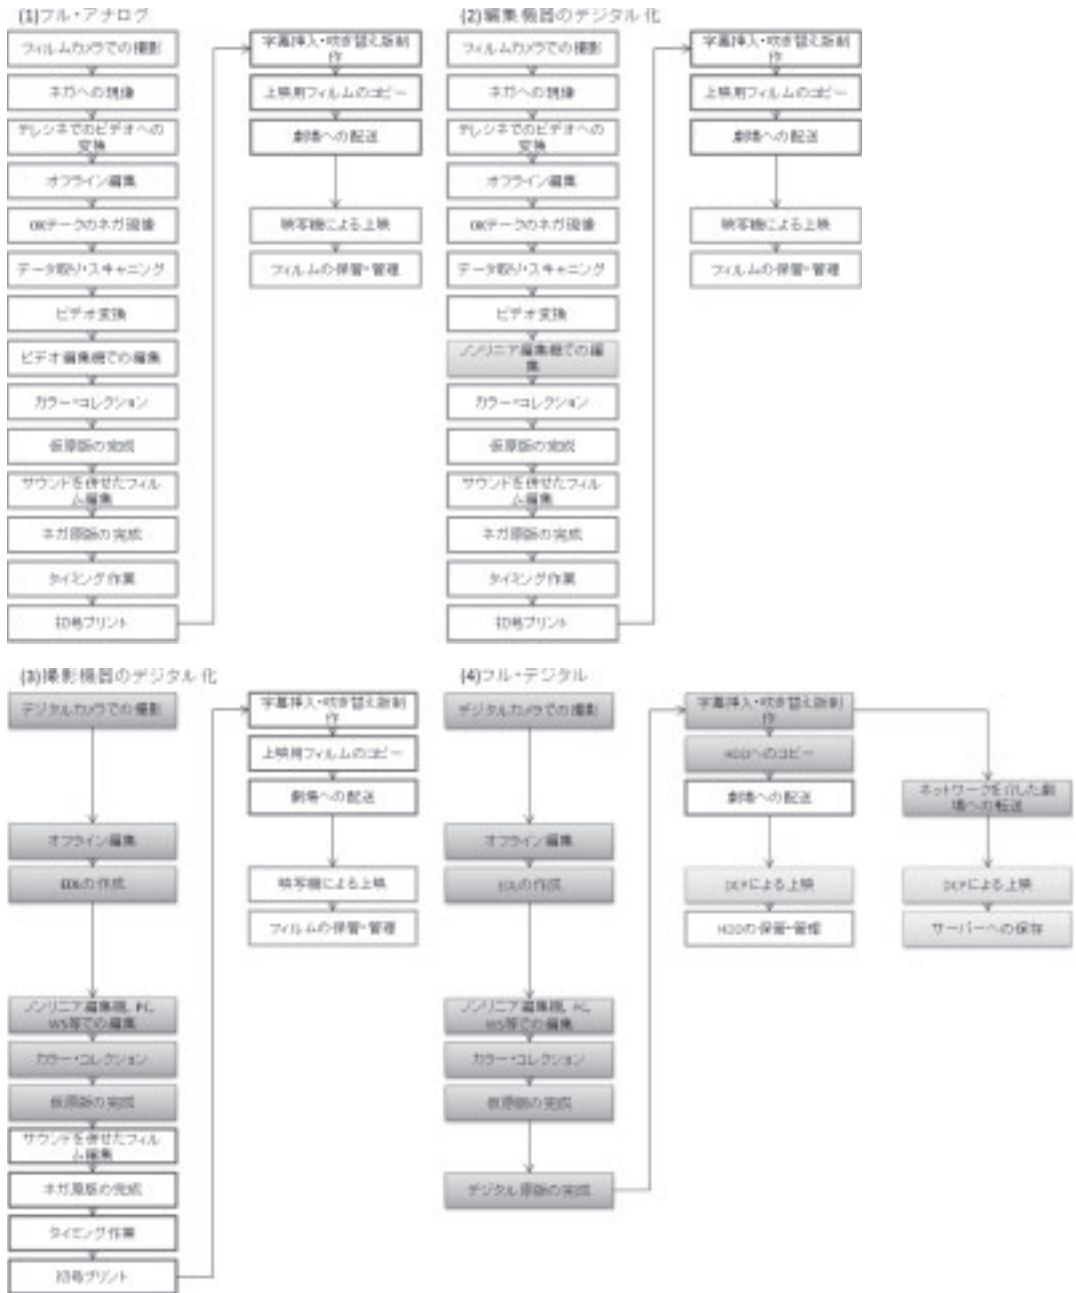 (1)フル・アナログ
フィルムカメラでの撮影
ネガへの現像
テレシネでのビデオへの
変換
オフライン編集
OKテークのネガ現像
データ取り・スキャニング
ビデオ変換
ビデオ編集機での編集
カラー・コレクション
仮原版の完成
サウンドを併せたフィル
ム編集
ネガ原版の完成
タイミング作業
初号プリント
字幕挿入・吹き替え版制
作
上映用フィルムのコピー
劇場への配送
映写機による上映
フィルムの保管・管理
(2)編集機器のデジタル化
フィルムカメラでの撮影
ネガへの現像
テレシネでのビデオへの
変換
オフライン編集
OKテークのネガ現像
データ取り・スキャニング
ビデオ変換
ノンリニア編集機での編
集
カラー・コレクション
仮原版の完成
サウンドを併せたフィル
ム編集
ネガ原版の完成
タイミング作業
初号プリント
字幕挿入・吹き替え版制
作
上映用フィルムのコピー
劇場への配送
映写機による上映
フィルムの保管・管理
(3)撮影機器のデジタル化
デジタルカメラでの撮影
オフライン編集
EDLの作成
ノンリニア編集機、PC、
WS等での編集
カラー・コレクション
仮原版の完成
サウンドを併せたフィル
ム編集
ネガ原版の完成
タイミング作業
初号プリント
字幕挿入・吹き替え版制
作
上映用フィルムのコピー
劇場への配送
映写機による上映
フィルムの保管・管理
(4)フル・デジタル
デジタルカメラでの撮影
オフライン編集
EDLの作成
ノンリニア編集機、PC、
WS等での編集
カラー・コレクション
仮原版の完成
デジタル原版の完成
字幕挿入・吹き替え版制
作
HDDへのコピー
劇場への配送
DCPによる上映
HDDの保管・管理
ネットワークを介した劇
場への転送
DCPによる上映
サーバーへの保存